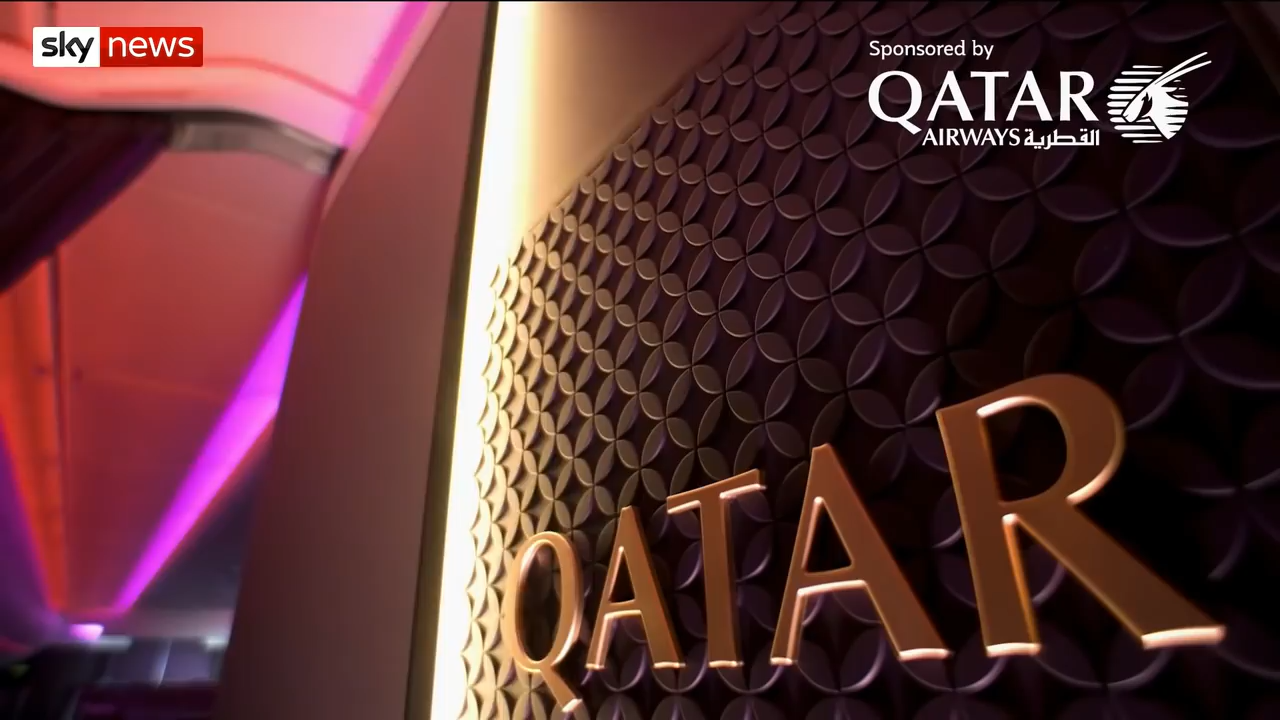 sky news
Sponsored by
QATAR
AIRWAYS القطرية
QATAR